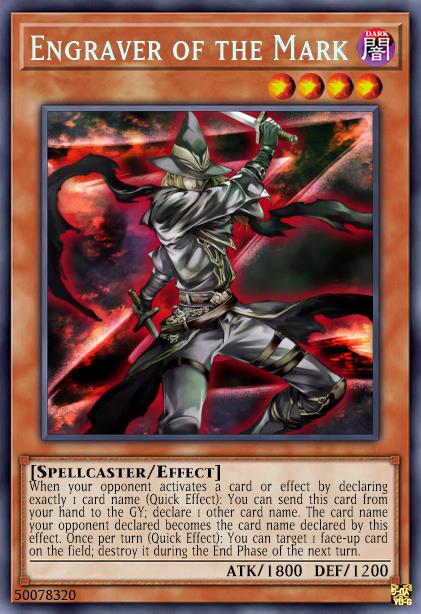 ENGRAVER OF THE MARK
DARK
闇
[SPELLCASTER/EFFECT]
When your opponent activates a card or effect by declaring
exactly 1 card name (Quick Effect): You can send this card from
your hand to the GY; declare 1 other card name. The card name
your opponent declared becomes the card name declared by this
effect. Once per turn (Quick Effect): You can target 1 face-up card
on the field; destroy it during the End Phase of the next turn.
ATK/1800 DEF/1200
50078320